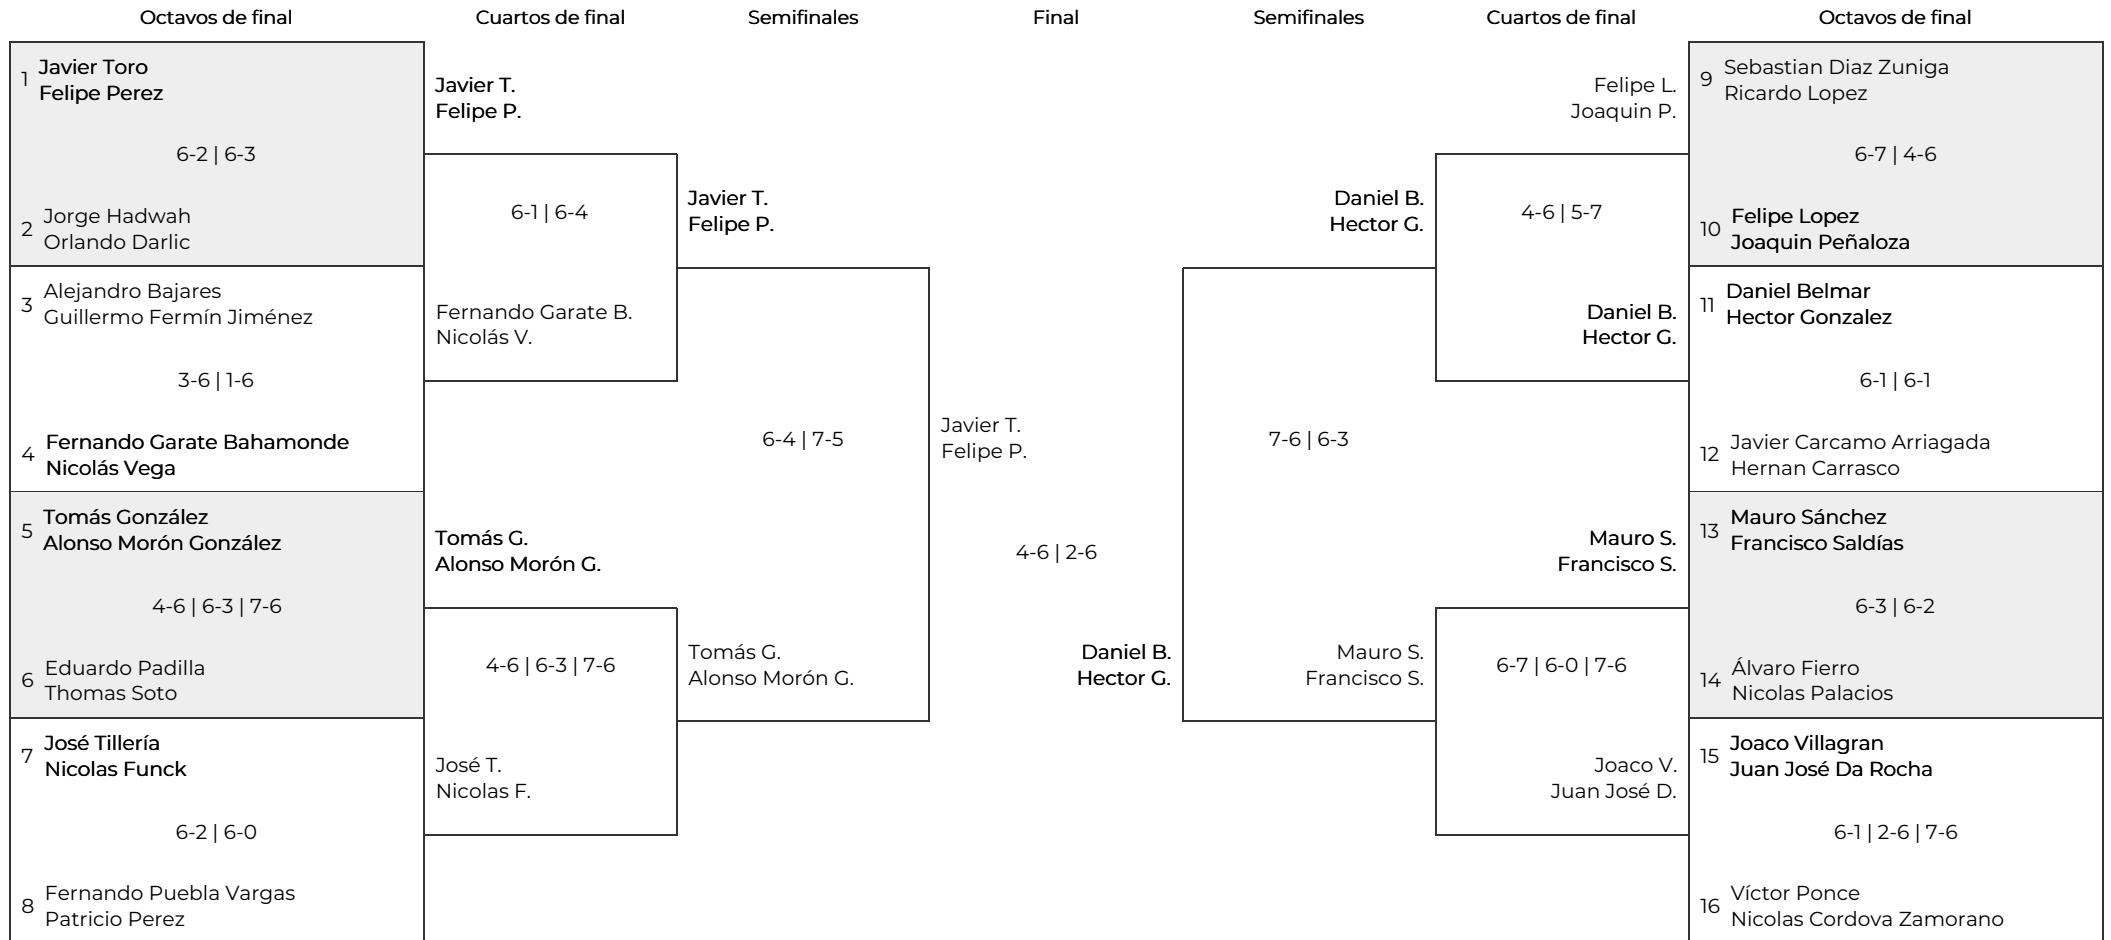 Octavos de final
Cuartos de final
Semifinales
Final
Semifinales
Cuartos de final
Octavos de final
1
Javier Toro
Felipe Perez
6-2 | 6-3
2
Jorge Hadwah
Orlando Darlic
3
Alejandro Bajares
Guillermo Fermín Jiménez
3-6 | 1-6
4
Fernando Garate Bahamonde
Nicolás Vega
5
Tomás González
Alonso Morón González
4-6 | 6-3 | 7-6
6
Eduardo Padilla
Thomas Soto
7
José Tillería
Nicolas Funck
6-2 | 6-0
8
Fernando Puebla Vargas
Patricio Perez
Javier T.
Felipe P.
6-1 | 6-4
Fernando Garate B.
Nicolás V.
Tomás G.
Alonso Morón G.
4-6 | 6-3 | 7-6
José T.
Nicolas F.
Javier T.
Felipe P.
6-4 | 7-5
Tomás G.
Alonso Morón G.
Javier T.
Felipe P.
4-6 | 2-6
Daniel B.
Hector G.
Daniel B.
Hector G.
7-6 | 6-3
Mauro S.
Francisco S.
Felipe L.
Joaquin P.
4-6 | 5-7
Daniel B.
Hector G.
Mauro S.
Francisco S.
6-7 | 6-0 | 7-6
Joaco V.
Juan José D.
9
Sebastian Diaz Zuniga
Ricardo Lopez
6-7 | 4-6
10
Felipe Lopez
Joaquin Peñaloza
11
Daniel Belmar
Hector Gonzalez
6-1 | 6-1
12
Javier Carcamo Arriagada
Hernan Carrasco
13
Mauro Sánchez
Francisco Saldías
6-3 | 6-2
14
Álvaro Fierro
Nicolas Palacios
15
Joaco Villagran
Juan José Da Rocha
6-1 | 2-6 | 7-6
16
Víctor Ponce
Nicolas Cordova Zamorano